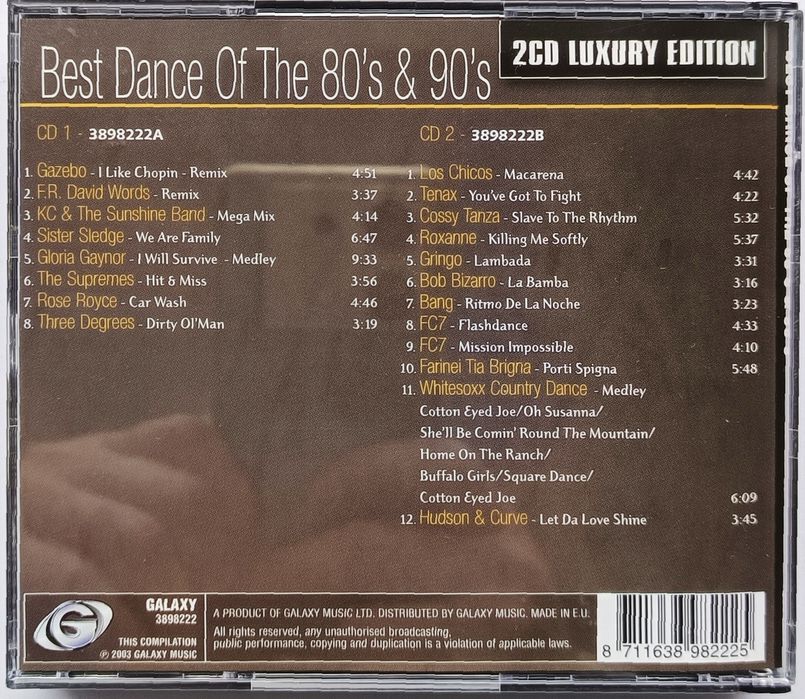 Best Dance Of The 80's & 90's
2CD LUXURY EDITION
CD 1 - 3898222A
1. Gazebo - I Like Chopin - Remix 4:51
2. F.R. David Words - Remix 3:37
3. KC & The Sunshine Band - Mega Mix 4:14
4. Sister Sledge - We Are Family 6:47
5. Gloria Gaynor - I Will Survive - Medley 9:33
6. The Supremes - Hit & Miss 3:56
7. Rose Royce - Car Wash 4:46
8. Three Degrees - Dirty Ol'Man 3:19
CD 2 - 3898222B
1. Los Chicos - Macarena 4:42
2. Tenax - You've Got To Fight 4:22
3. Cossy Tanza - Slave To The Rhythm 5:32
4. Roxanne - Killing Me Softly 5:37
5. Gringo - Lambada 3:31
6. Bob Bizarro - La Bamba 3:16
7. Bang - Ritmo De La Noche 3:23
8. FC7 - Flashdance 4:33
9. FC7 - Mission Impossible 4:10
10. Farinei Tia Brigna - Porti Spigna 5:48
11. Whitesoxx Country Dance - Medley
Cotton Eyed Joe/Oh Susanna/
She'll Be Comin' Round The Mountain/
Home On The Ranch/
Buffalo Girls/Square Dance/
Cotton Eyed Joe 6:09
12. Hudson & Curve - Let Da Love Shine 3:45
G
GALAXY
3898222
THIS COMPILATION
℗ 2003 GALAXY MUSIC
A PRODUCT OF GALAXY MUSIC LTD. DISTRIBUTED BY GALAXY MUSIC. MADE IN E.U.
All rights reserved, any unauthorised broadcasting,
public performance, copying and duplication is a violation of applicable laws.
8 711638 982225